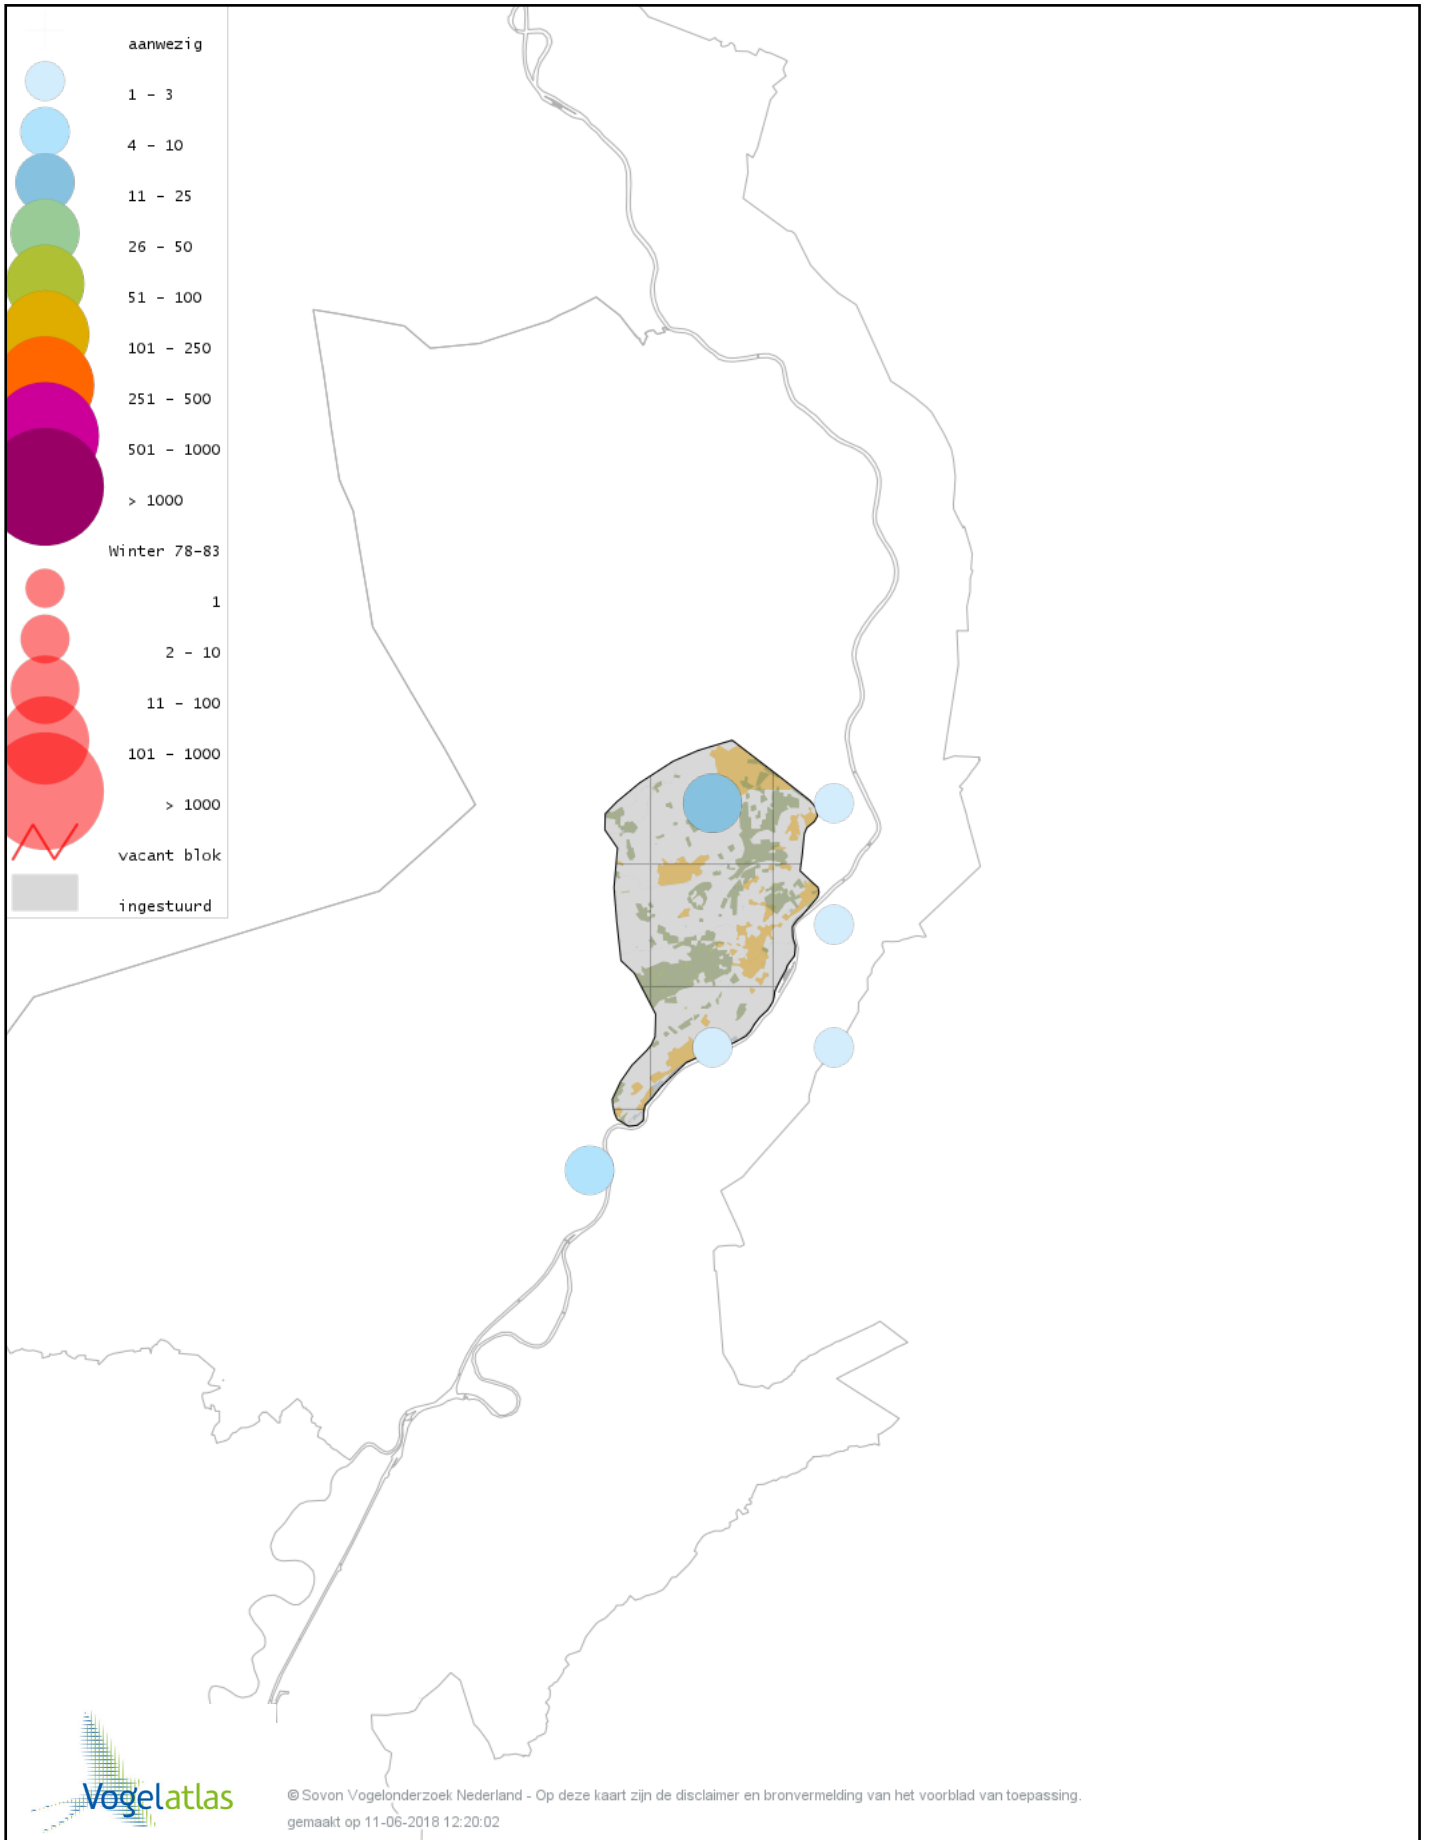 aanwezig
1 - 3
4 - 10
11 - 25
26 - 50
51 - 100
101 - 250
251 - 500
501 - 1000
> 1000
Winter 78-83
1
2 - 10
11 - 100
101 - 1000
> 1000
vacant blok
ingestuurd
Vogelatlas
© Sovon Vogelonderzoek Nederland - Op deze kaart zijn de disclaimer en bronvermelding van het voorblad van toepassing.
gemaakt op 11-06-2018 12:20:02